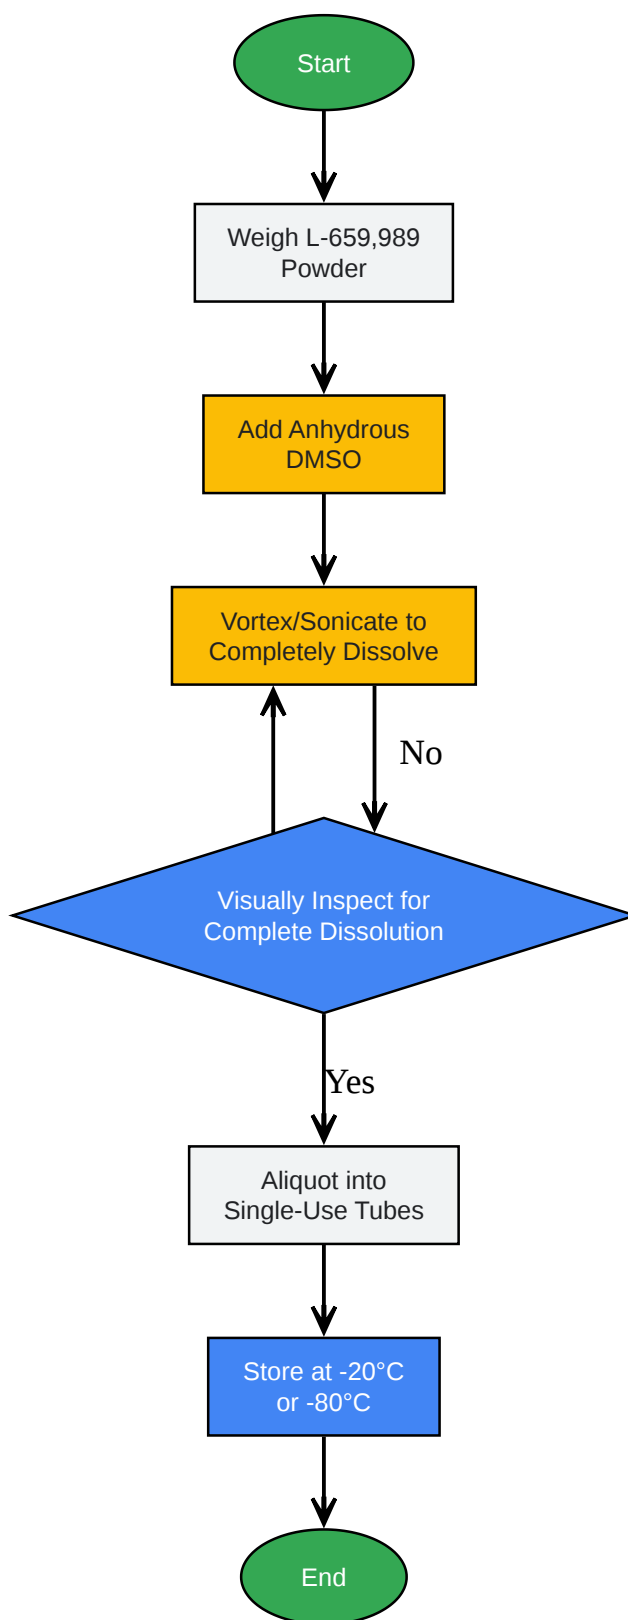 Start
Weigh L-659,989
Powder
Add Anhydrous
DMSO
Vortex/Sonicate to
Completely Dissolve
No
Visually Inspect for
Complete Dissolution
Yes
Aliquot into
Single-Use Tubes
Store at -20°C
or -80°C
End